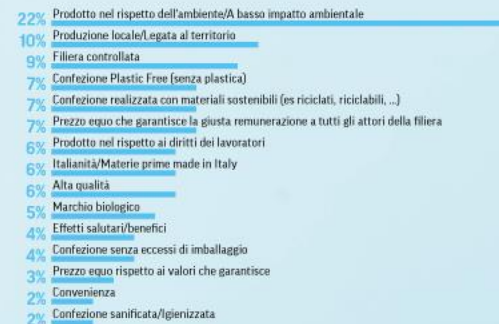 22% Prodotto nel rispetto dell'ambiente/A basso impatto ambientale
10% Produzione locale/Legata al territorio
9% Filiera controllata
7% Confezione Plastic Free (senza plastica)
7% Confezione realizzata con materiali sostenibili (es riciclati, riciclabili, ...)
7% Prezzo equo che garantisce la giusta remunerazione a tutti gli attori della filiera
6% Prodotto nel rispetto ai diritti dei lavoratori
6% Italianità/Materie prime made in Italy
6% Alta qualità
5% Marchio biologico
4% Effetti salutari/benefici
4% Confezione senza eccessi di imballaggio
3% Prezzo equo rispetto ai valori che garantisce
2% Convenienza
2% Confezione sanificata/Igienizzata